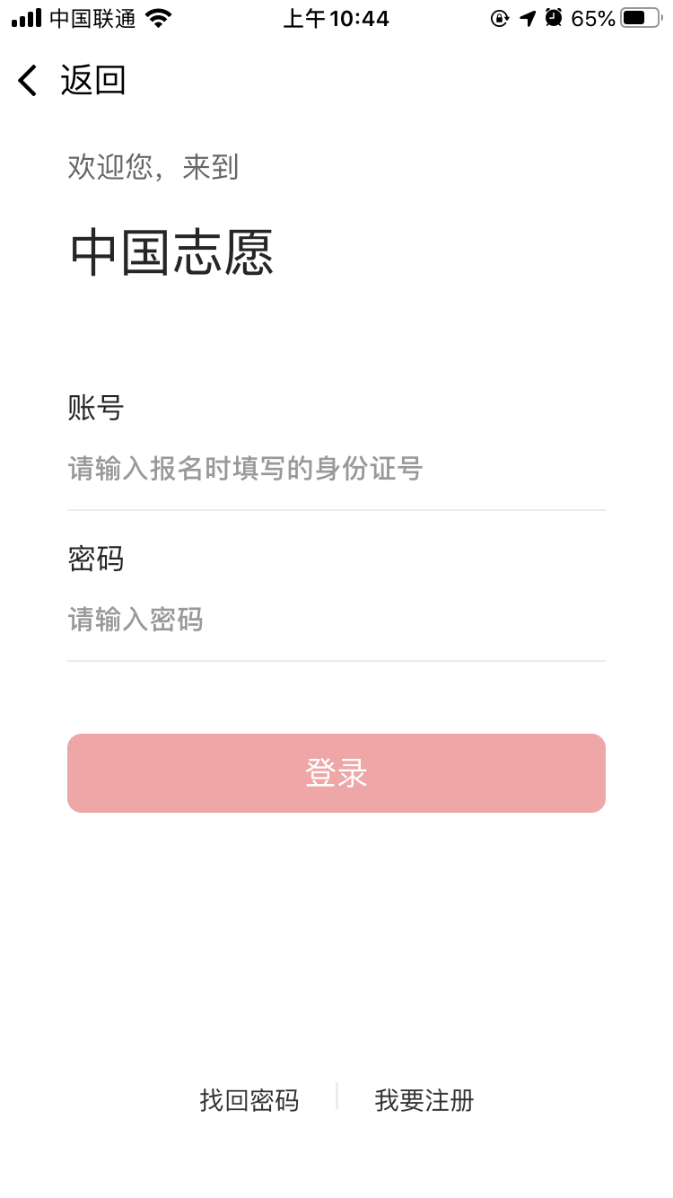 中国联通 上午10:44 65%
返回
欢迎您，来到
中国志愿
账号
请输入报名时填写的身份证号
密码
请输入密码
登录
找回密码 我要注册